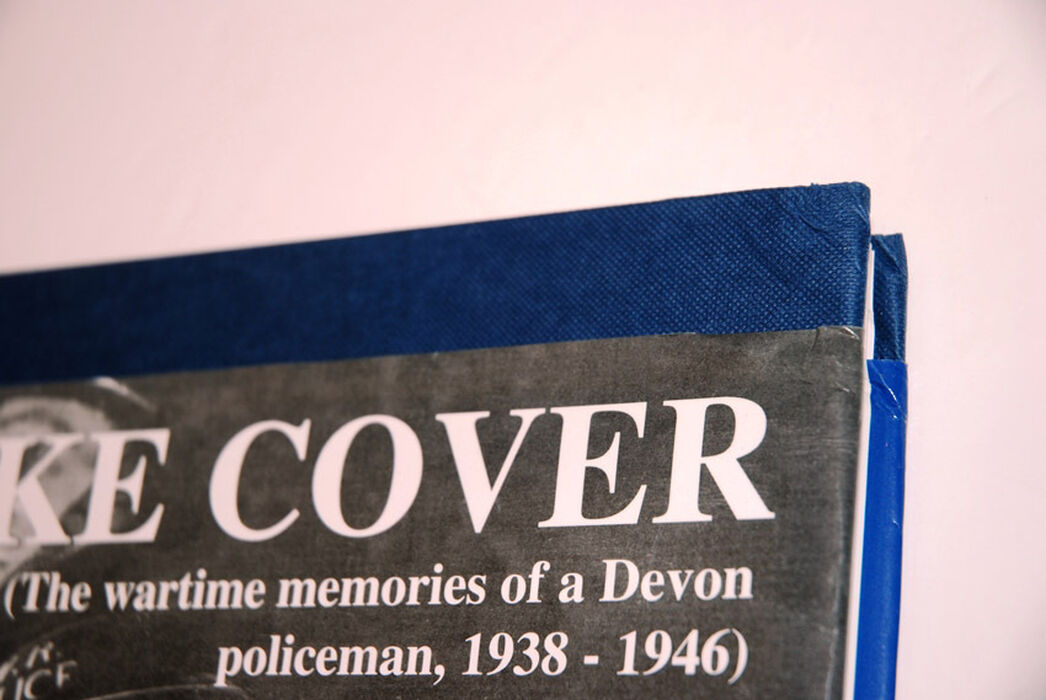 KE COVER
(The wartime memories of a Devon
policeman, 1938 - 1946)